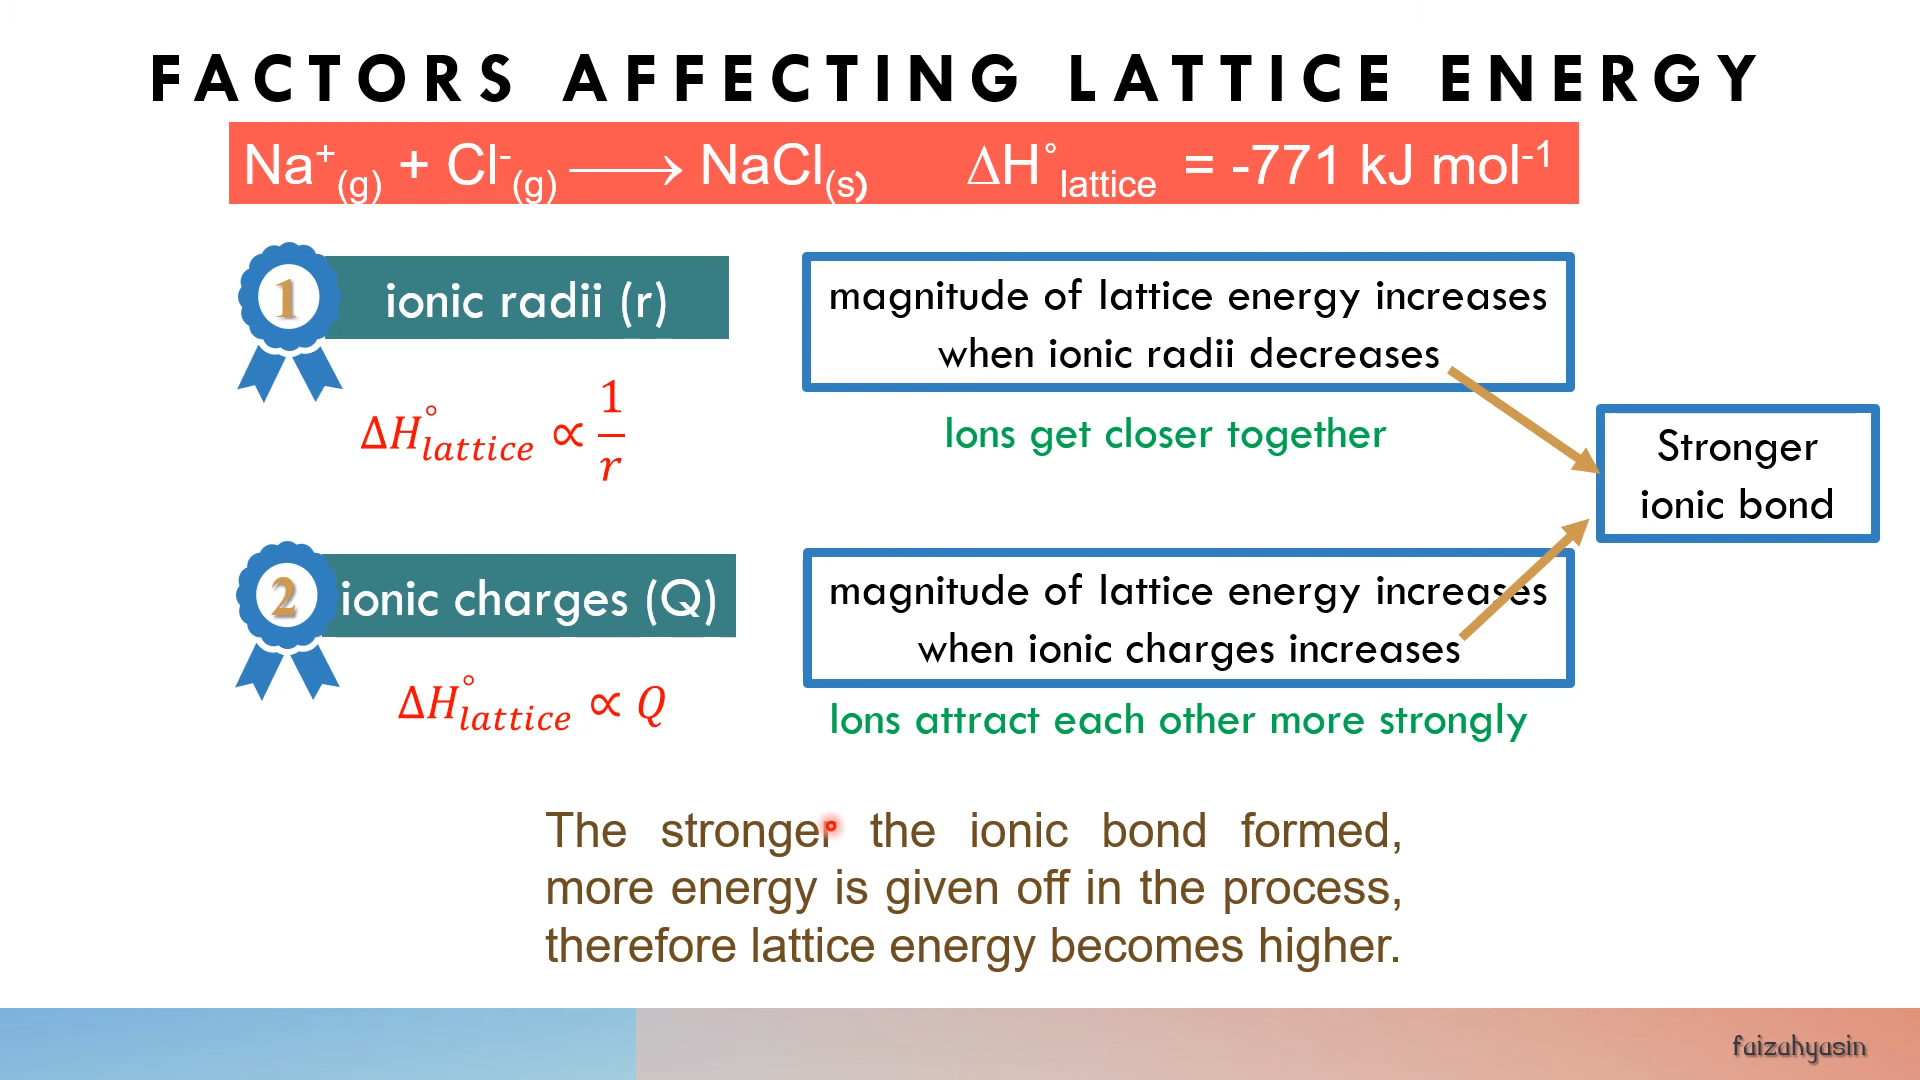 FACTORS AFFECTING LATTICE ENERGY
Na⁺(g) + Cl⁻(g) ⟶ NaCl(s) ΔH°lattice = -771 kJ mol⁻¹
1 ionic radii (r)
magnitude of lattice energy increases
when ionic radii decreases
ΔH°lattice ∝ 1/r
Ions get closer together
Stronger
ionic bond
2 ionic charges (Q)
magnitude of lattice energy increases
when ionic charges increases
ΔH°lattice ∝ Q
Ions attract each other more strongly
The stronger the ionic bond formed,
more energy is given off in the process,
therefore lattice energy becomes higher.
faizahyasin